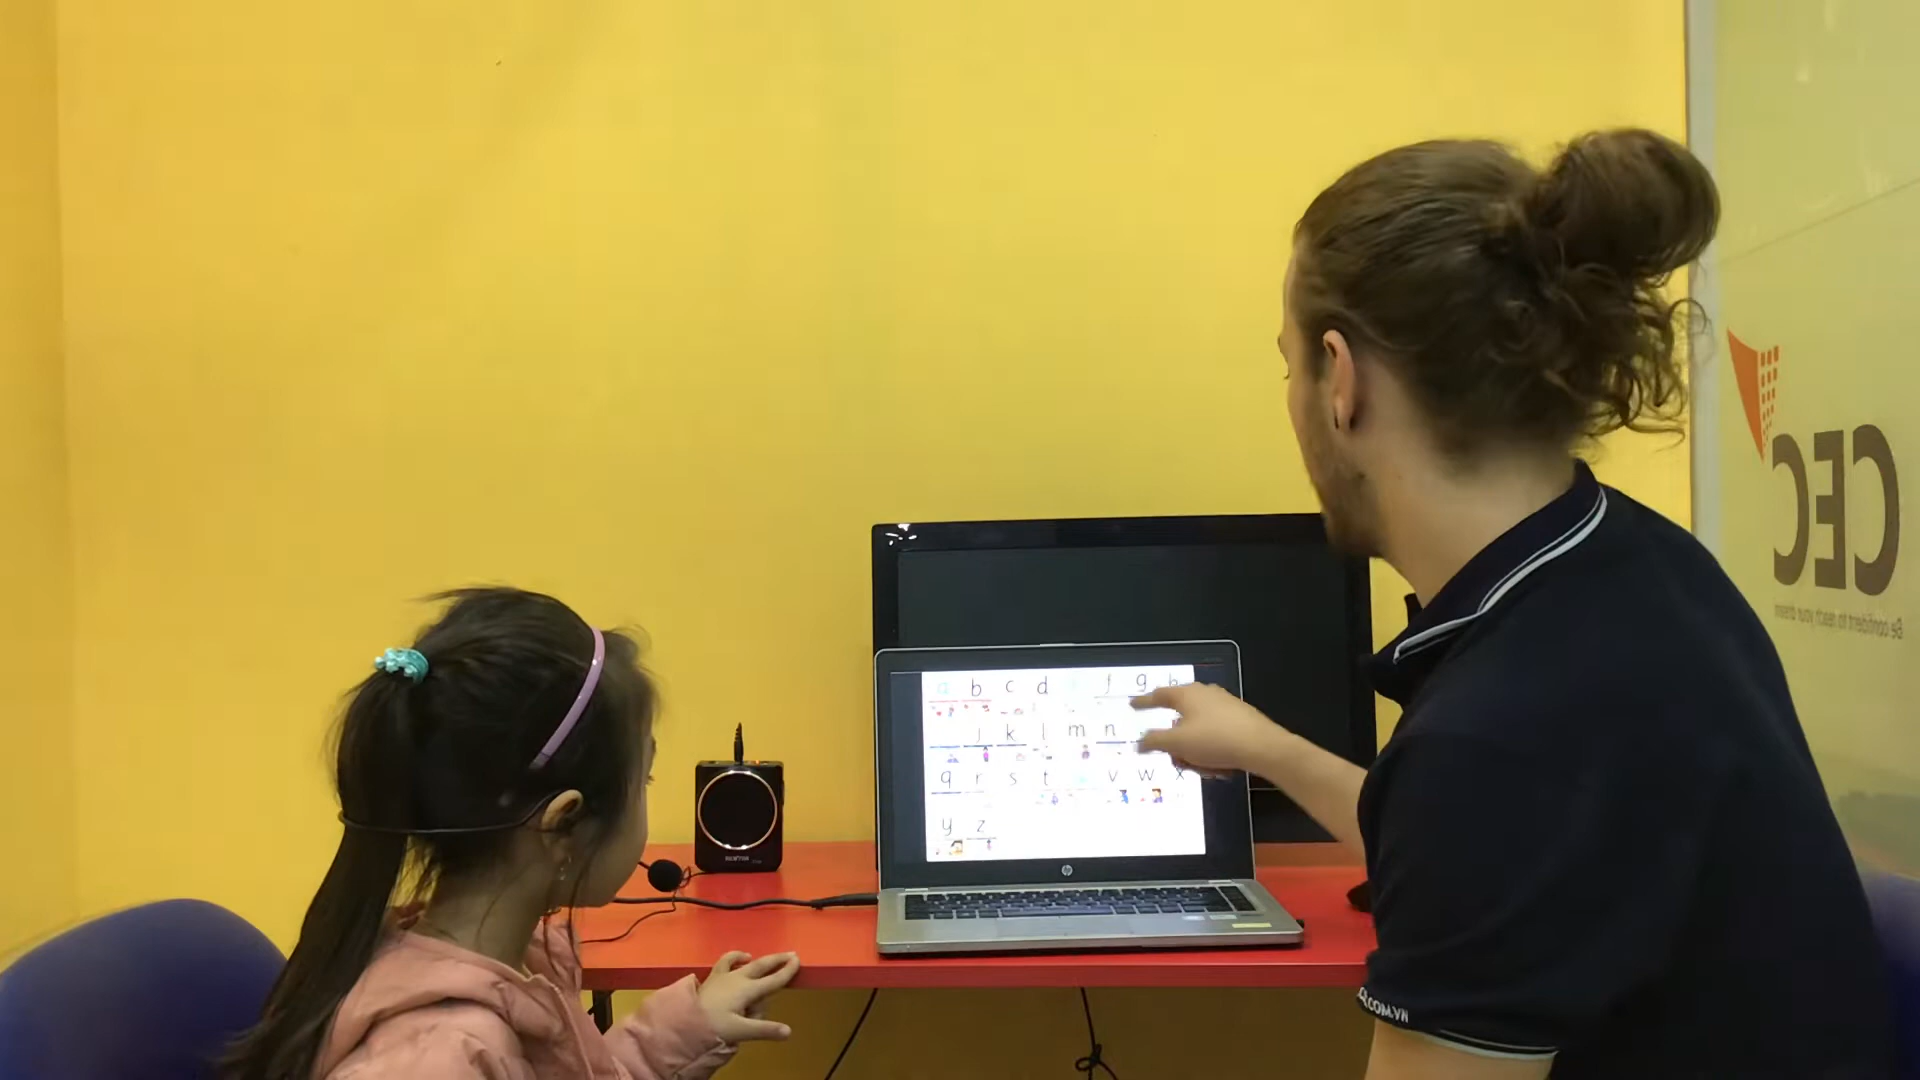 a b c d f g h
j k l m n
q r s t v w x
y z
hp
CEC
Be confident to reach your dream
.COM.VN